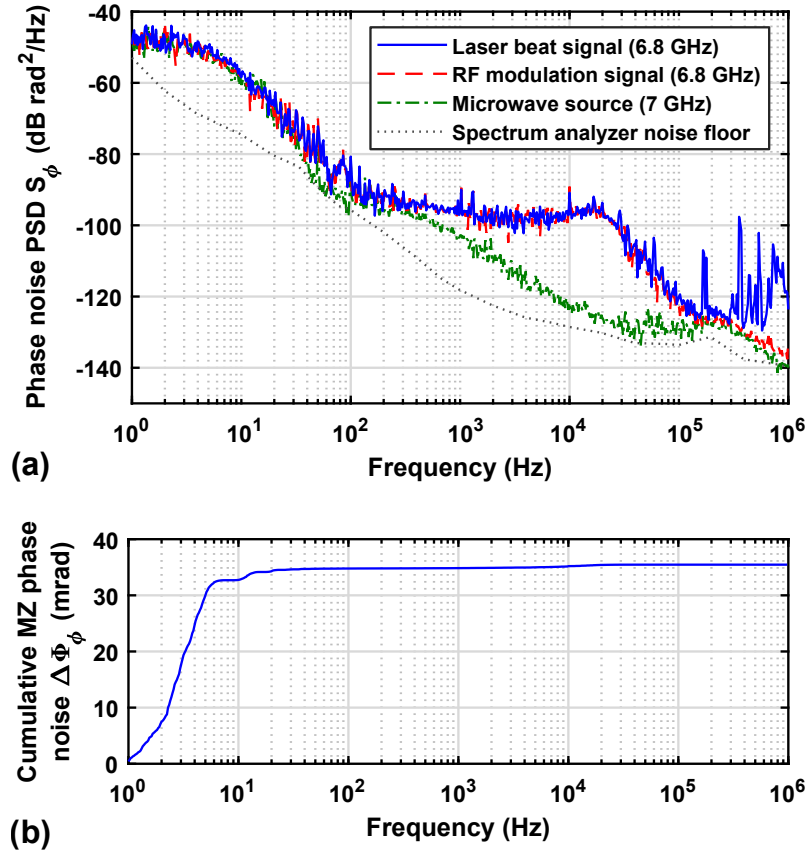 Phase noise PSD S_ϕ (dB rad²/Hz)
-40
-60
-80
-100
-120
-140
Laser beat signal (6.8 GHz)
RF modulation signal (6.8 GHz)
Microwave source (7 GHz)
Spectrum analyzer noise floor
10⁰ 10¹ 10² 10³ 10⁴ 10⁵ 10⁶
(a)
Frequency (Hz)
Cumulative MZ phase
noise ΔΦ_ϕ (mrad)
40
30
20
10
0
10⁰ 10¹ 10² 10³ 10⁴ 10⁵ 10⁶
(b)
Frequency (Hz)